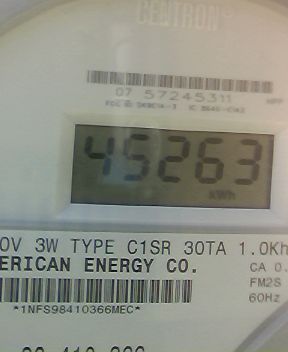 CENTRON
07 57245311
45263
KWh
0V 3W TYPE C1SR 30TA 1.0Kh
ERICAN ENERGY CO.
CA 0.
FM2S
60Hz
*1NFS98410366MEC*